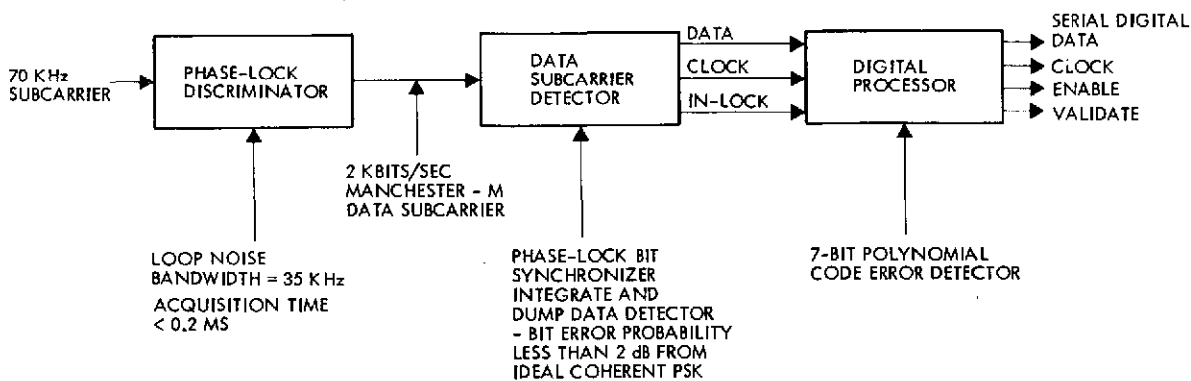 70 KHz
SUBCARRIER
PHASE-LOCK
DISCRIMINATOR
2 KBITS/SEC
MANCHESTER - M
DATA SUBCARRIER
LOOP NOISE
BANDWIDTH = 35 KHz
ACQUISITION TIME
< 0.2 MS
DATA
SUBCARRIER
DETECTOR
PHASE-LOCK BIT
SYNCHRONIZER
INTEGRATE AND
DUMP DATA DETECTOR
- BIT ERROR PROBABILITY
LESS THAN 2 dB FROM
IDEAL COHERENT PSK
DATA
CLOCK
IN-LOCK
DIGITAL
PROCESSOR
7-BIT POLYNOMIAL
CODE ERROR DETECTOR
SERIAL DIGITAL
DATA
CLOCK
ENABLE
VALIDATE